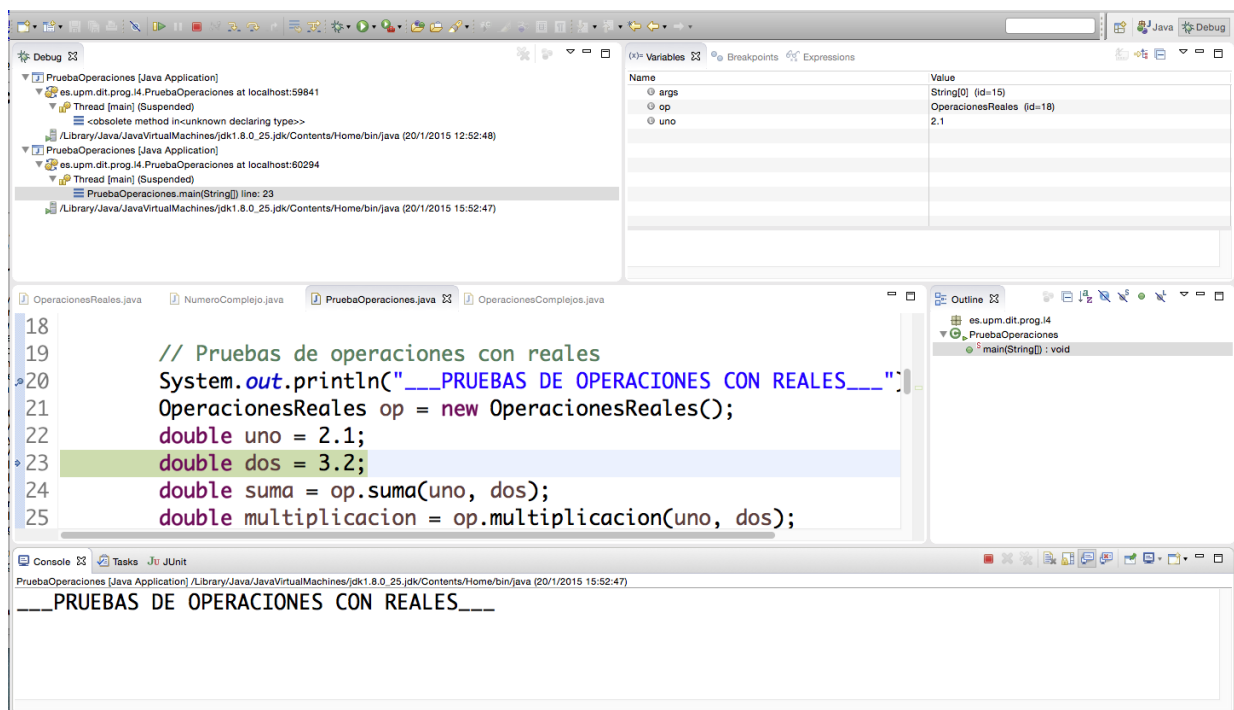 Java Debug
Debug
PruebaOperaciones [Java Application]
es.upm.dit.prog.l4.PruebaOperaciones at localhost:59841
Thread [main] (Suspended)
<obsolete method in<unknown declaring type>>
/Library/Java/JavaVirtualMachines/jdk1.8.0_25.jdk/Contents/Home/bin/java (20/1/2015 12:52:48)
PruebaOperaciones [Java Application]
es.upm.dit.prog.l4.PruebaOperaciones at localhost:60294
Thread [main] (Suspended)
PruebaOperaciones.main(String[]) line: 23
/Library/Java/JavaVirtualMachines/jdk1.8.0_25.jdk/Contents/Home/bin/java (20/1/2015 15:52:47)
(x)= Variables Breakpoints Expressions
Name Value
args String[0] (id=15)
op OperacionesReales (id=18)
uno 2.1
OperacionesReales.java NumeroComplejo.java PruebaOperaciones.java OperacionesComplejos.java
18
19 // Pruebas de operaciones con reales
20 System.out.println("___PRUEBAS DE OPERACIONES CON REALES___")
21 OperacionesReales op = new OperacionesReales();
22 double uno = 2.1;
23 double dos = 3.2;
24 double suma = op.suma(uno, dos);
25 double multiplicacion = op.multiplicacion(uno, dos);
Outline
es.upm.dit.prog.l4
PruebaOperaciones
main(String[]) : void
Console Tasks JUnit
PruebaOperaciones [Java Application] /Library/Java/JavaVirtualMachines/jdk1.8.0_25.jdk/Contents/Home/bin/java (20/1/2015 15:52:47)
___PRUEBAS DE OPERACIONES CON REALES___